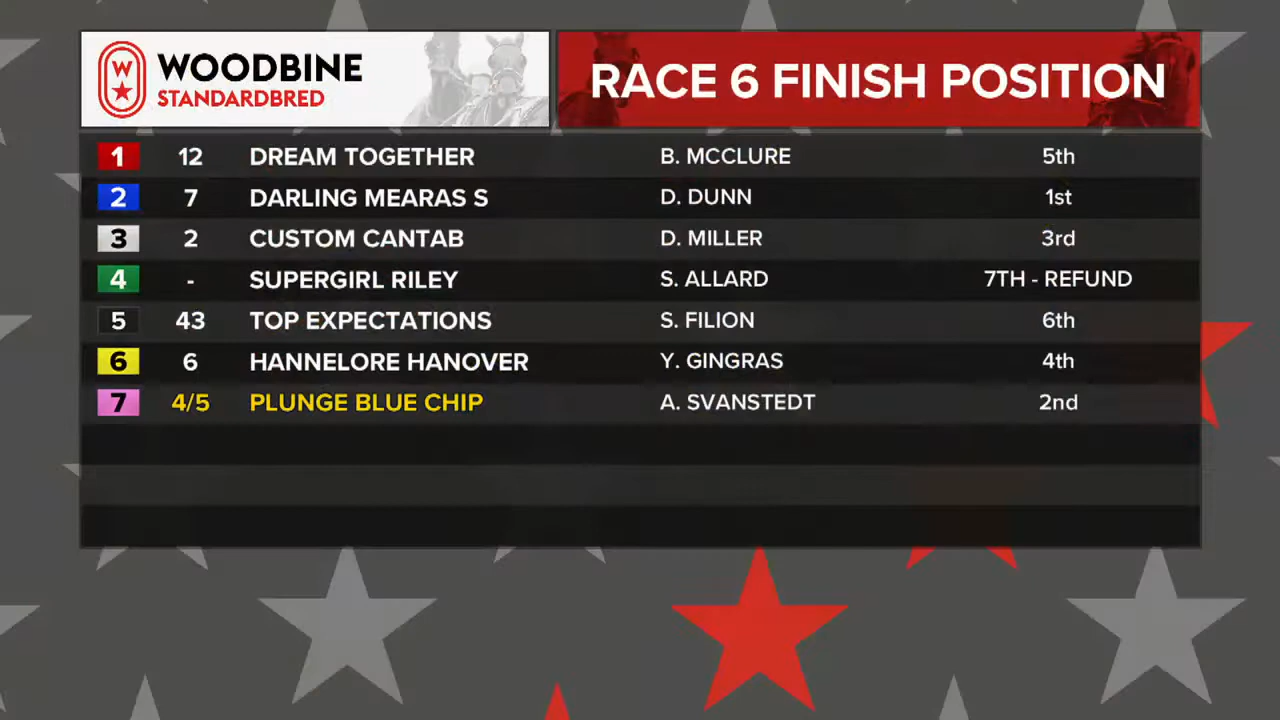 W
WOODBINE
STANDARDBRED
RACE 6 FINISH POSITION
1 12 DREAM TOGETHER B. MCCLURE 5th
2 7 DARLING MEARAS S D. DUNN 1st
3 2 CUSTOM CANTAB D. MILLER 3rd
4 - SUPERGIRL RILEY S. ALLARD 7TH - REFUND
5 43 TOP EXPECTATIONS S. FILION 6th
6 6 HANNELORE HANOVER Y. GINGRAS 4th
7 4/5 PLUNGE BLUE CHIP A. SVANSTEDT 2nd